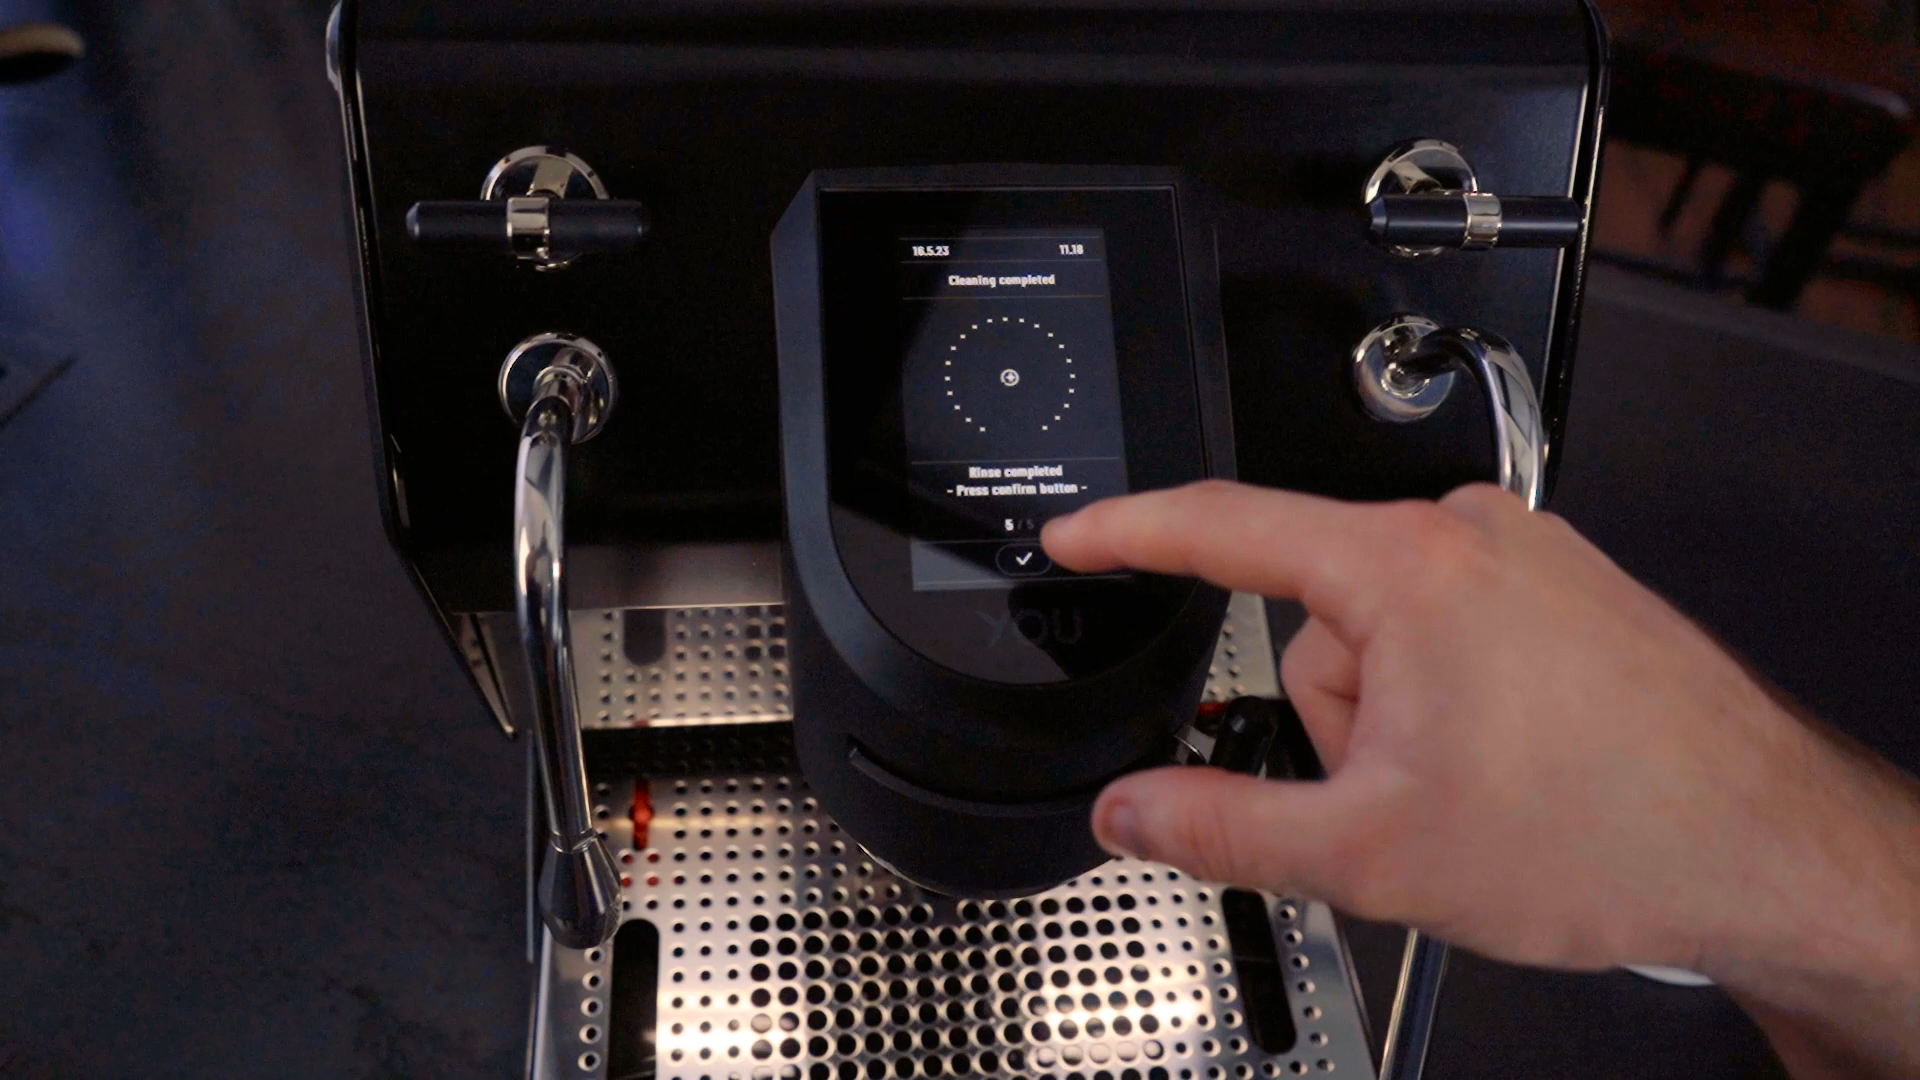 16.5.23 11.18
Cleaning completed
Rinse completed
- Press confirm button -
5 / 5
YOU